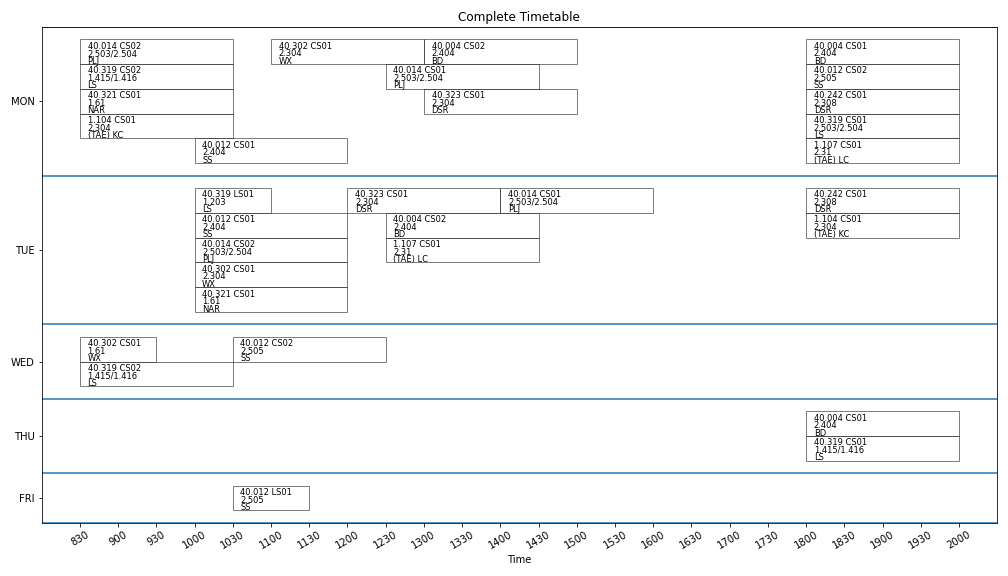 Complete Timetable
MON
40.014 CS02
2.503/2.504
PLJ
40.319 CS02
1.415/1.416
LS
40.321 CS01
1.61
NAR
1.104 CS01
2.304
(TAE) KC
40.012 CS01
2.404
SS
40.302 CS01
2.304
WX
40.004 CS02
2.404
BD
40.014 CS01
2.503/2.504
PLJ
40.323 CS01
2.304
DSR
40.004 CS01
2.404
BD
40.012 CS02
2.505
SS
40.242 CS01
2.308
DSR
40.319 CS01
2.503/2.504
LS
1.107 CS01
2.31
(TAE) LC
TUE
40.319 LS01
1.203
LS
40.012 CS01
2.404
SS
40.014 CS02
2.503/2.504
PLJ
40.302 CS01
2.304
WX
40.321 CS01
1.61
NAR
40.323 CS01
2.304
DSR
40.004 CS02
2.404
BD
1.107 CS01
2.31
(TAE) LC
40.014 CS01
2.503/2.504
PLJ
40.242 CS01
2.308
DSR
1.104 CS01
2.304
(TAE) KC
WED
40.302 CS01
1.61
WX
40.319 CS02
1.415/1.416
LS
40.012 CS02
2.505
SS
THU
40.004 CS01
2.404
BD
40.319 CS01
1.415/1.416
LS
FRI
40.012 LS01
2.505
SS
830 900 930 1000 1030 1100 1130 1200 1230 1300 1330 1400 1430 1500 1530 1600 1630 1700 1730 1800 1830 1900 1930 2000
Time